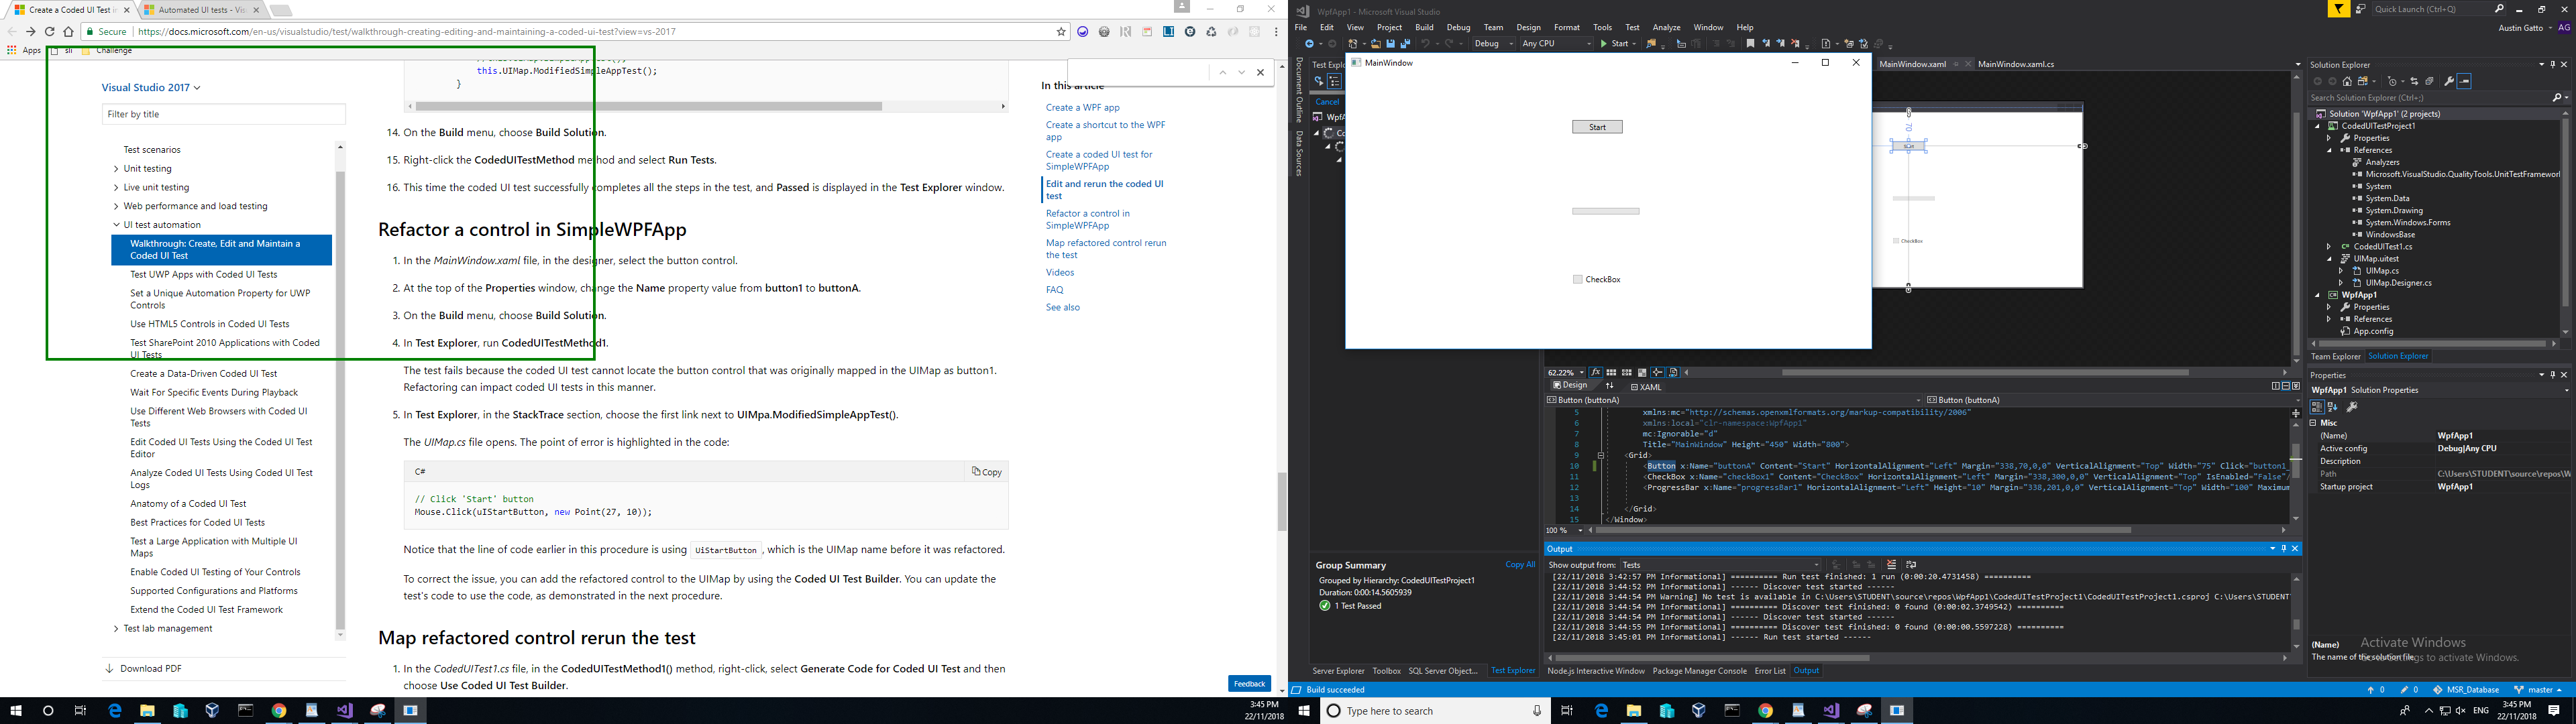 Create a Coded UI Test in
Automated UI tests - Visu
Secure
https://docs.microsoft.com/en-us/visualstudio/test/walkthrough-creating-editing-and-maintaining-a-coded-ui-test?view=vs-2017
Apps
sli
Challenge
Visual Studio 2017
Filter by title
Test scenarios
Unit testing
Live unit testing
Web performance and load testing
UI test automation
Walkthrough: Create, Edit and Maintain a
Coded UI Test
Test UWP Apps with Coded UI Tests
Set a Unique Automation Property for UWP
Controls
Use HTML5 Controls in Coded UI Tests
Test SharePoint 2010 Applications with Coded
UI Tests
Create a Data-Driven Coded UI Test
Wait For Specific Events During Playback
Use Different Web Browsers with Coded UI
Tests
Edit Coded UI Tests Using the Coded UI Test
Editor
Analyze Coded UI Tests Using Coded UI Test
Logs
Anatomy of a Coded UI Test
Best Practices for Coded UI Tests
Test a Large Application with Multiple UI
Maps
Enable Coded UI Testing of Your Controls
Supported Configurations and Platforms
Extend the Coded UI Test Framework
Test lab management
Download PDF
this.UIMap.ModifiedSimpleAppTest();
}
14. On the Build menu, choose Build Solution.
15. Right-click the CodedUITestMethod method and select Run Tests.
16. This time the coded UI test successfully completes all the steps in the test, and Passed is displayed in the Test Explorer window.
Refactor a control in SimpleWPFApp
1. In the MainWindow.xaml file, in the designer, select the button control.
2. At the top of the Properties window, change the Name property value from button1 to buttonA.
3. On the Build menu, choose Build Solution.
4. In Test Explorer, run CodedUITestMethod1.
The test fails because the coded UI test cannot locate the button control that was originally mapped in the UIMap as button1.
Refactoring can impact coded UI tests in this manner.
5. In Test Explorer, in the StackTrace section, choose the first link next to UIMpa.ModifiedSimpleAppTest().
The UIMap.cs file opens. The point of error is highlighted in the code:
C#
Copy
// Click 'Start' button
Mouse.Click(uIStartButton, new Point(27, 10));
Notice that the line of code earlier in this procedure is using UiStartButton, which is the UIMap name before it was refactored.
To correct the issue, you can add the refactored control to the UIMap by using the Coded UI Test Builder. You can update the
test's code to use the code, as demonstrated in the next procedure.
Map refactored control rerun the test
1. In the CodedUITest1.cs file, in the CodedUITestMethod1() method, right-click, select Generate Code for Coded UI Test and then
choose Use Coded UI Test Builder.
In this article
Create a WPF app
Create a shortcut to the WPF
app
Create a coded UI test for
SimpleWPFApp
Edit and rerun the coded UI
test
Refactor a control in
SimpleWPFApp
Map refactored control rerun
the test
Videos
FAQ
See also
Feedback
3:45 PM
22/11/2018
WpfApp1 - Microsoft Visual Studio
Quick Launch (Ctrl+Q)
File Edit View Project Build Debug Team Design Format Tools Test Analyze Window Help
Austin Gatto
AG
Debug
Any CPU
Start
Document Outline
Data Sources
Test Explo
Cancel
WpfA
Co
MainWindow
Start
CheckBox
MainWindow.xaml
MainWindow.xaml.cs
70
CheckBox
62.22%
Design
XAML
Button (buttonA)
Button (buttonA)
5 xmlns:mc="http://schemas.openxmlformats.org/markup-compatibility/2006"
6 xmlns:local="clr-namespace:WpfApp1"
7 mc:Ignorable="d"
8 Title="MainWindow" Height="450" Width="800">
9 <Grid>
10 <Button x:Name="buttonA" Content="Start" HorizontalAlignment="Left" Margin="338,70,0,0" VerticalAlignment="Top" Width="75" Click="button1_
11 <CheckBox x:Name="checkBox1" Content="CheckBox" HorizontalAlignment="Left" Margin="338,300,0,0" VerticalAlignment="Top" IsEnabled="False"/
12 <ProgressBar x:Name="progressBar1" HorizontalAlignment="Left" Height="10" Margin="338,201,0,0" VerticalAlignment="Top" Width="100" Maximum
13
14 </Grid>
15 </Window>
100 %
Group Summary
Copy All
Grouped by Hierarchy: CodedUITestProject1
Duration: 0:00:14.5605939
1 Test Passed
Output
Show output from: Tests
[22/11/2018 3:42:57 PM Informational] ========== Run test finished: 1 run (0:00:20.4731458) ==========
[22/11/2018 3:44:52 PM Informational] ------ Discover test started ------
[22/11/2018 3:44:54 PM Warning] No test is available in C:\Users\STUDENT\source\repos\WpfApp1\CodedUITestProject1\CodedUITestProject1.csproj C:\Users\STUDENT
[22/11/2018 3:44:54 PM Informational] ========== Discover test finished: 0 found (0:00:02.3749542) ==========
[22/11/2018 3:44:54 PM Informational] ------ Discover test started ------
[22/11/2018 3:44:55 PM Informational] ========== Discover test finished: 0 found (0:00:00.5597228) ==========
[22/11/2018 3:45:01 PM Informational] ------ Run test started ------
Server Explorer
Toolbox
SQL Server Object...
Test Explorer
Node.js Interactive Window
Package Manager Console
Error List
Output
Build succeeded
Solution Explorer
Search Solution Explorer (Ctrl+;)
Solution 'WpfApp1' (2 projects)
CodedUITestProject1
Properties
References
Analyzers
Microsoft.VisualStudio.QualityTools.UnitTestFramework
System
System.Data
System.Drawing
System.Windows.Forms
WindowsBase
CodedUITest1.cs
UIMap.uitest
UIMap.cs
UIMap.Designer.cs
WpfApp1
Properties
References
App.config
Team Explorer
Solution Explorer
Properties
WpfApp1 Solution Properties
Misc
(Name) WpfApp1
Active config Debug|Any CPU
Description
Path C:\Users\STUDENT\source\repos\W
Startup project WpfApp1
(Name)
The name of the solution file.
Activate Windows
Go to Settings to activate Windows.
0
0
MSR_Database
master
Type here to search
ENG
3:45 PM
22/11/2018